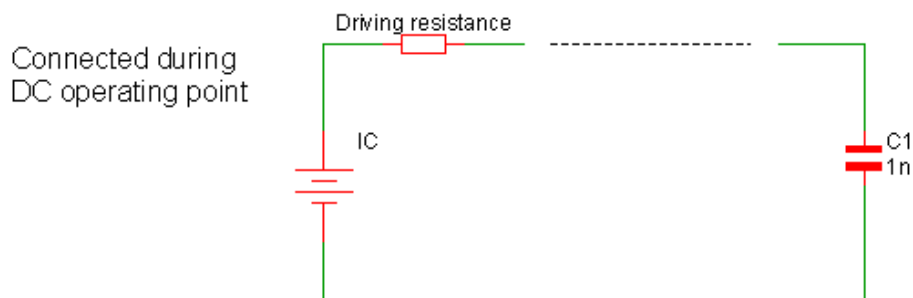 Driving resistance
Connected during
DC operating point
IC
C1
1n